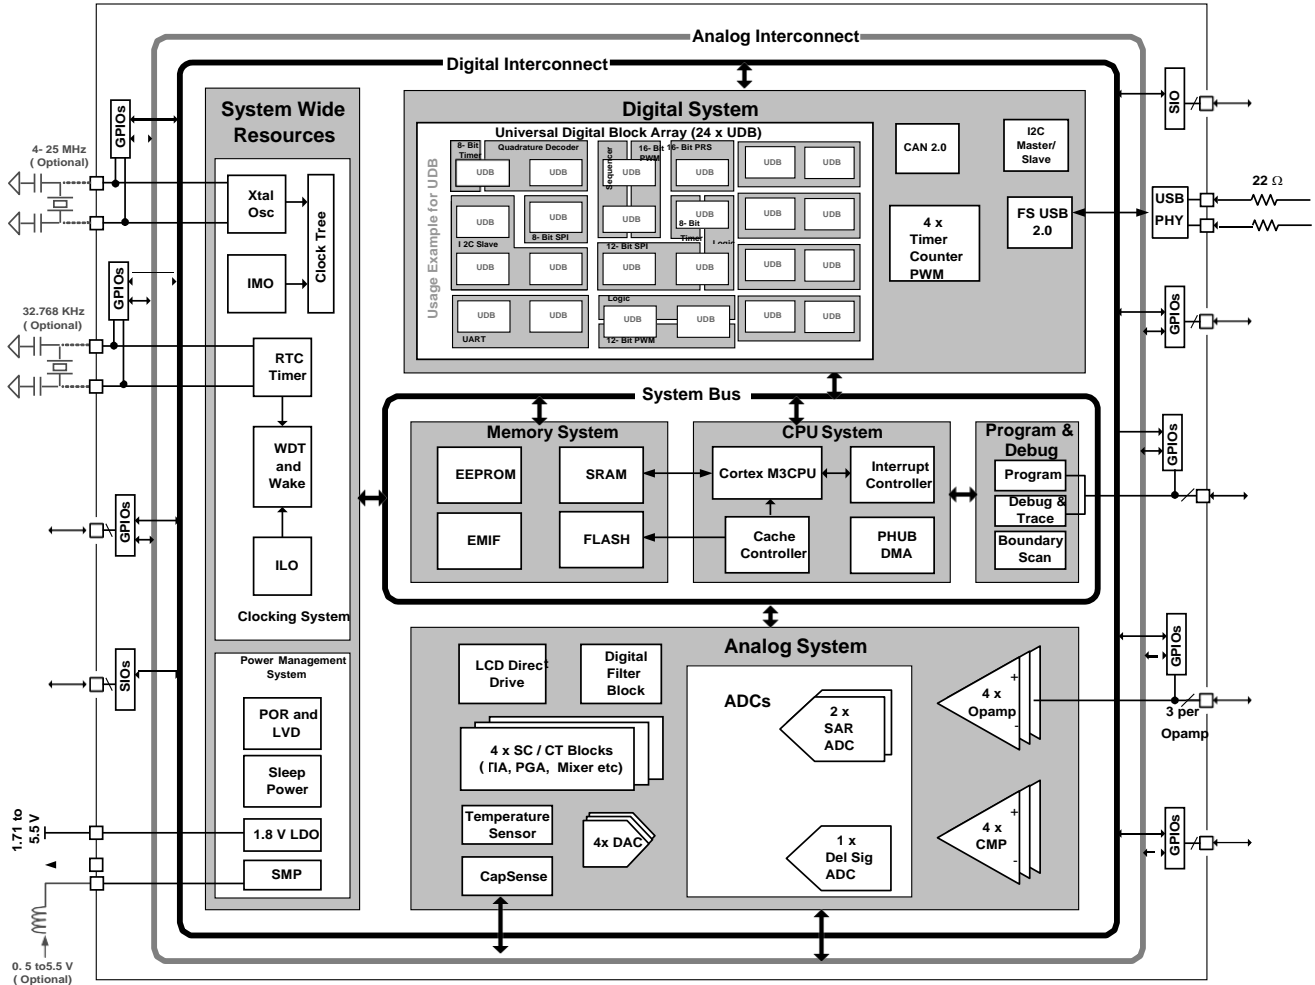 Analog Interconnect
Digital Interconnect
System Wide
Resources
GPIOs
4- 25 MHz
( Optional)
Xtal
Osc
Clock Tree
IMO
GPIOs
32.768 KHz
( Optional)
RTC
Timer
WDT
and
Wake
ILO
Clocking System
GPIOs
SIOs
Power Management
System
POR and
LVD
Sleep
Power
1.8 V LDO
SMP
1.71 to
5.5 V
0. 5 to5.5 V
( Optional)
Digital System
Universal Digital Block Array (24 x UDB)
Usage Example for UDB
8- Bit
Timer
Quadrature Decoder
Sequencer
16- Bit
PWM
16- Bit PRS
UDB
UDB
UDB
UDB
UDB
UDB
UDB
UDB
UDB
UDB
UDB
UDB
I 2C Slave
8- Bit SPI
12- Bit SPI
8- Bit
Timer
Logic
UDB
UDB
UDB
UDB
UDB
UDB
UDB
UDB
UDB
UDB
UDB
UDB
UART
Logic
12- Bit PWM
CAN 2.0
I2C
Master/
Slave
4 x
Timer
Counter
PWM
FS USB
2.0
SIO
USB
PHY
22 Ω
GPIOs
System Bus
Memory System
EEPROM
SRAM
EMIF
FLASH
CPU System
Cortex M3CPU
Interrupt
Controller
Cache
Controller
PHUB
DMA
Program &
Debug
Program
Debug &
Trace
Boundary
Scan
GPIOs
Analog System
LCD Direct
Drive
Digital
Filter
Block
4 x SC / CT Blocks
( TIA, PGA, Mixer etc)
Temperature
Sensor
4x DAC
CapSense
ADCs
2 x
SAR
ADC
1 x
Del Sig
ADC
+
4 x
Opamp
-
+
4 x
CMP
-
GPIOs
3 per
Opamp
GPIOs